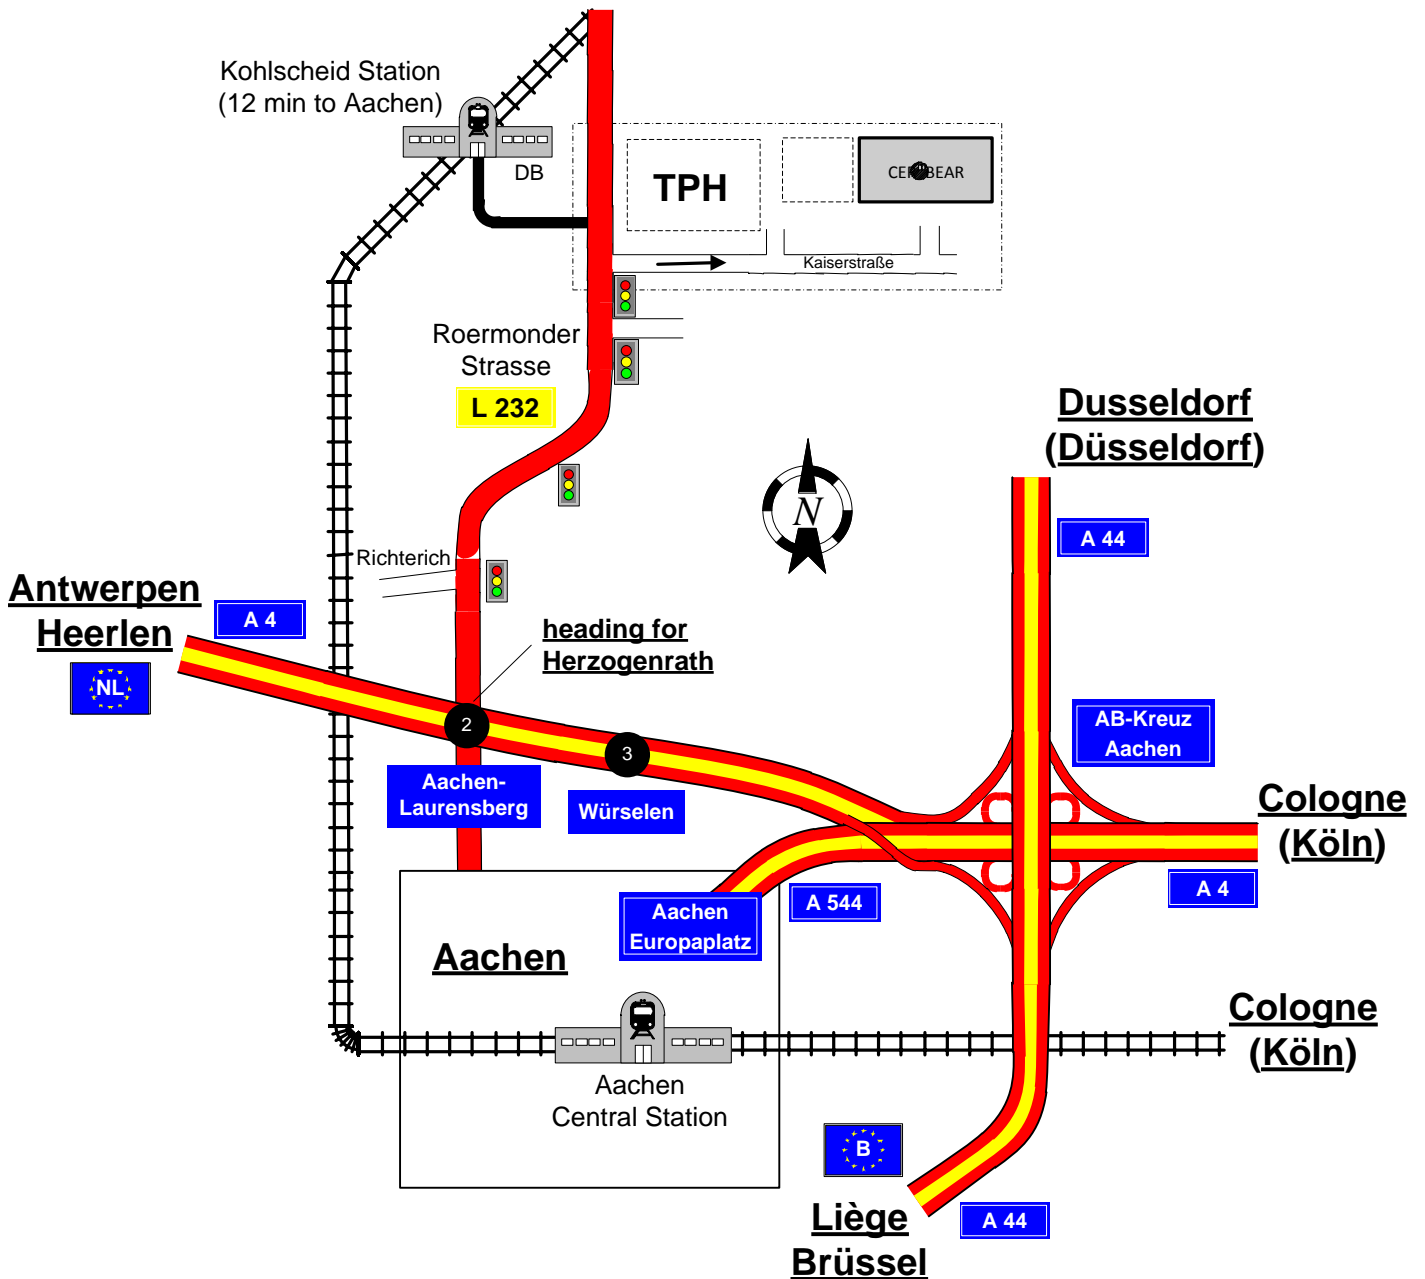 Kohlscheid Station
(12 min to Aachen)
DB
TPH
CEROBEAR
Kaiserstraße
Roermonder
Strasse
L 232
Dusseldorf
(Düsseldorf)
N
A 44
Richterich
Antwerpen
Heerlen
A 4
NL
heading for
Herzogenrath
2
3
AB-Kreuz
Aachen
Aachen-
Laurensberg
Würselen
Cologne
(Köln)
A 4
A 544
Aachen
Europaplatz
Aachen
Cologne
(Köln)
Aachen
Central Station
B
Liège
Brüssel
A 44